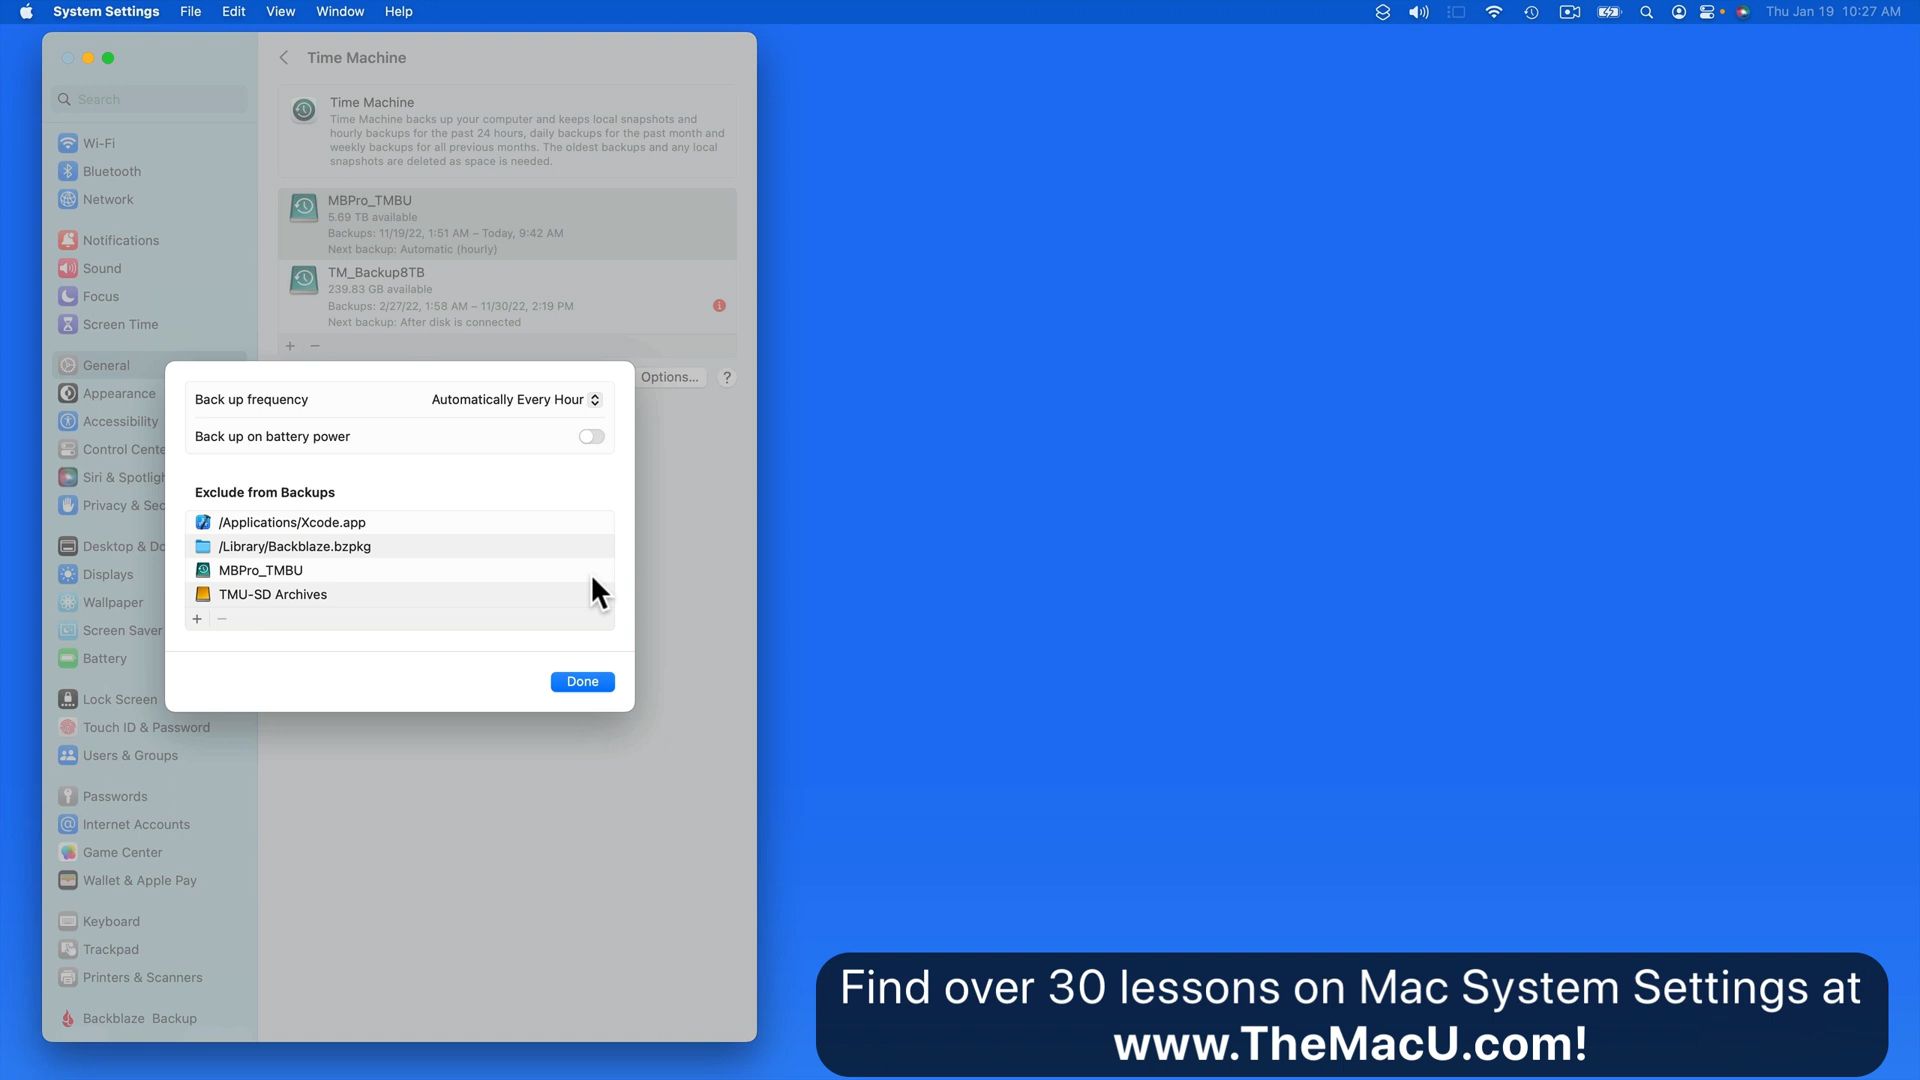 System Settings File Edit View Window Help
Thu Jan 19 10:27 AM
Search
Wi-Fi
Bluetooth
Network
Notifications
Sound
Focus
Screen Time
General
Appearance
Accessibility
Control Cente
Siri & Spotligh
Privacy & Sec
Desktop & Do
Displays
Wallpaper
Screen Saver
Battery
Lock Screen
Touch ID & Password
Users & Groups
Passwords
Internet Accounts
Game Center
Wallet & Apple Pay
Keyboard
Trackpad
Printers & Scanners
Backblaze Backup
Time Machine
Time Machine
Time Machine backs up your computer and keeps local snapshots and
hourly backups for the past 24 hours, daily backups for the past month and
weekly backups for all previous months. The oldest backups and any local
snapshots are deleted as space is needed.
MBPro_TMBU
5.69 TB available
Backups: 11/19/22, 1:51 AM – Today, 9:42 AM
Next backup: Automatic (hourly)
TM_Backup8TB
239.83 GB available
Backups: 2/27/22, 1:58 AM – 11/30/22, 2:19 PM
Next backup: After disk is connected
+ −
Options... ?
Back up frequency Automatically Every Hour
Back up on battery power
Exclude from Backups
/Applications/Xcode.app
/Library/Backblaze.bzpkg
MBPro_TMBU
TMU-SD Archives
+ −
Done
Find over 30 lessons on Mac System Settings at
www.TheMacU.com!